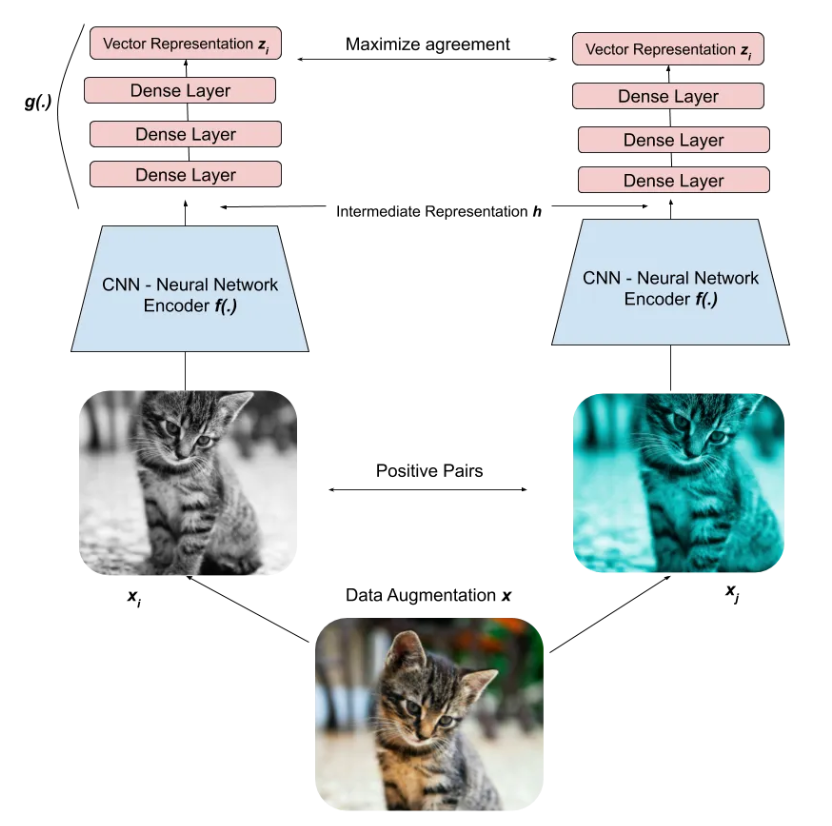 Vector Representation z_i
Maximize agreement
Vector Representation z_i
g(.)
Dense Layer
Dense Layer
Dense Layer
Dense Layer
Dense Layer
Dense Layer
Intermediate Representation h
CNN - Neural Network
Encoder f(.)
CNN - Neural Network
Encoder f(.)
Positive Pairs
x_i
Data Augmentation x
x_j